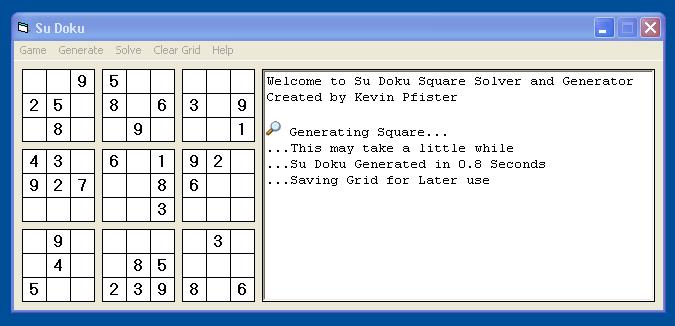 Su Doku
Game Generate Solve Clear Grid Help
9 5
2 5 8 6 3 9
8 9 1
4 3 6 1 9 2
9 2 7 8 6
3
9 3
4 8 5
5 2 3 9 8 6
Welcome to Su Doku Square Solver and Generator
Created by Kevin Pfister
Generating Square...
...This may take a little while
...Su Doku Generated in 0.8 Seconds
...Saving Grid for Later use